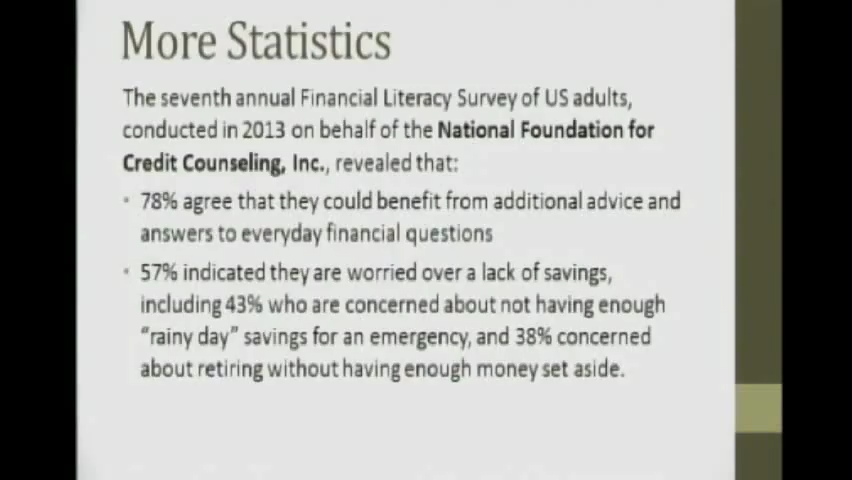 More Statistics
The seventh annual Financial Literacy Survey of US adults,
conducted in 2013 on behalf of the National Foundation for
Credit Counseling, Inc., revealed that:
• 78% agree that they could benefit from additional advice and
answers to everyday financial questions
• 57% indicated they are worried over a lack of savings,
including 43% who are concerned about not having enough
“rainy day” savings for an emergency, and 38% concerned
about retiring without having enough money set aside.